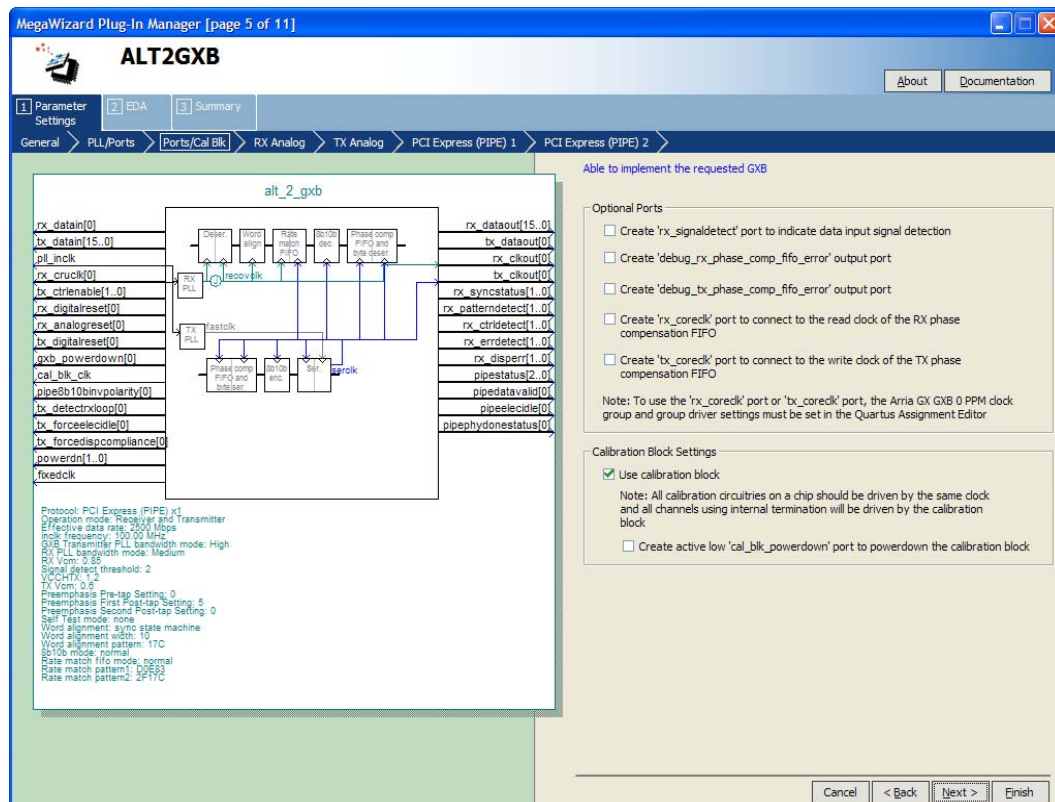 MegaWizard Plug-In Manager [page 5 of 11]
ALT2GXB
About
Documentation
1 Parameter Settings
2 EDA
3 Summary
General
PLL/Ports
Ports/Cal Blk
RX Analog
TX Analog
PCI Express (PIPE) 1
PCI Express (PIPE) 2
alt_2_gxb
rx_datain[0]
tx_datain[15..0]
pll_inclk
rx_cruclk[0]
tx_ctrlenable[1..0]
rx_digitalreset[0]
rx_analogreset[0]
tx_digitalreset[0]
gxb_powerdown[0]
cal_blk_clk
pipe8b10binvpolarity[0]
tx_detectrxloop[0]
tx_forceelecidle[0]
tx_forcedispcompliance[0]
powerdn[1..0]
fixedclk
Deser.
Word align
Rate match FIFO
8b10b dec.
Phase comp FIFO and byte deser.
RX PLL
2
recovclk
TX PLL
fastclk
Phase comp FIFO and byte ser.
8b10b enc.
Ser.
serclk
rx_dataout[15..0]
tx_dataout[0]
rx_clkout[0]
tx_clkout[0]
rx_syncstatus[1..0]
rx_patterndetect[1..0]
rx_ctrldetect[1..0]
rx_errdetect[1..0]
rx_disperr[1..0]
pipestatus[2..0]
pipedatavalid[0]
pipeelecidle[0]
pipephydonestatus[0]
Protocol: PCI Express (PIPE) x1
Operation mode: Receiver and Transmitter
Effective data rate: 2500 Mbps
inclk frequency: 100.00 MHz
GXB Transmitter PLL bandwidth mode: High
RX PLL bandwidth mode: Medium
RX Vcm: 0.85
Signal detect threshold: 2
VCCHTX: 1.2
TX Vcm: 0.6
Preemphasis Pre-tap Setting: 0
Preemphasis First Post-tap Setting: 5
Preemphasis Second Post-tap Setting: 0
Self Test mode: none
Word alignment: sync state machine
Word alignment width: 10
Word alignment pattern: 17C
8b10b mode: normal
Rate match fifo mode: normal
Rate match pattern1: D0E83
Rate match pattern2: 2F17C
Able to implement the requested GXB
Optional Ports
Create 'rx_signaldetect' port to indicate data input signal detection
Create 'debug_rx_phase_comp_fifo_error' output port
Create 'debug_tx_phase_comp_fifo_error' output port
Create 'rx_coreclk' port to connect to the read clock of the RX phase
compensation FIFO
Create 'tx_coreclk' port to connect to the write clock of the TX phase
compensation FIFO
Note: To use the 'rx_coreclk' port or 'tx_coreclk' port, the Arria GX GXB 0 PPM clock
group and group driver settings must be set in the Quartus Assignment Editor
Calibration Block Settings
Use calibration block
Note: All calibration circuitries on a chip should be driven by the same clock
and all channels using internal termination will be driven by the calibration
block
Create active low 'cal_blk_powerdown' port to powerdown the calibration block
Cancel
< Back
Next >
Finish